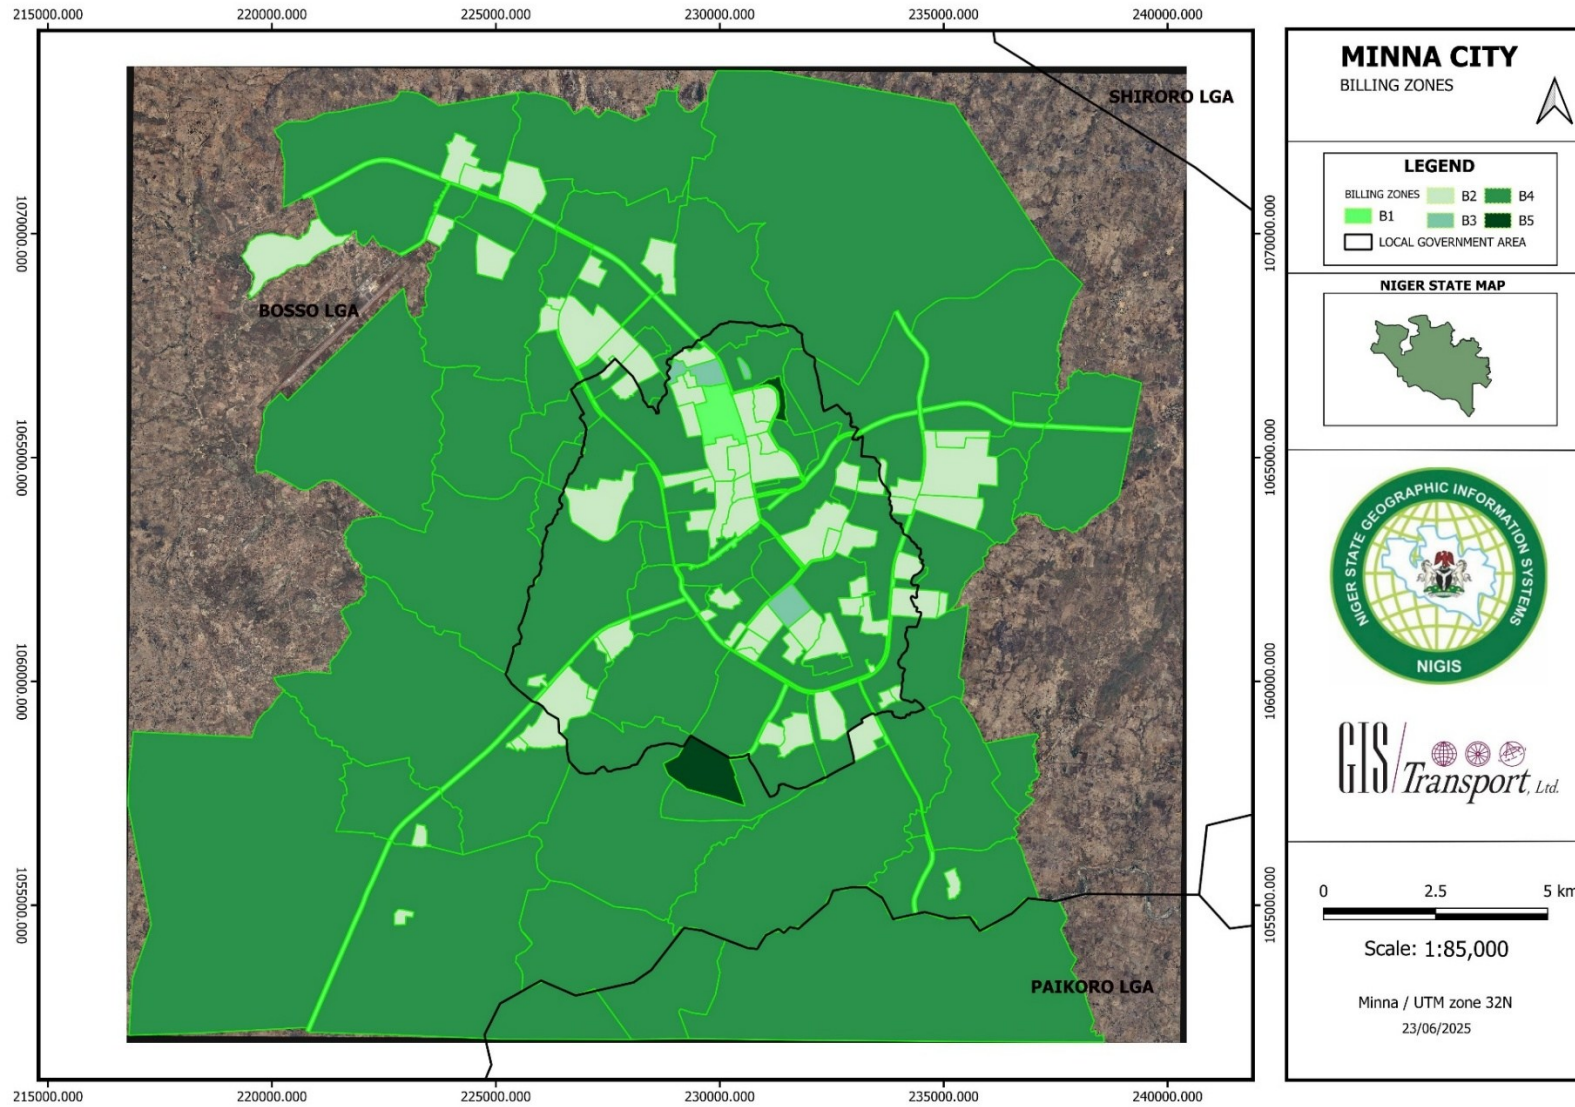 215000.000 220000.000 225000.000 230000.000 235000.000 240000.000
1070000.000
1065000.000
1060000.000
1055000.000
SHIRORO LGA
BOSSO LGA
PAIKORO LGA
1070000.000
1065000.000
1060000.000
1055000.000
215000.000 220000.000 225000.000 230000.000 235000.000 240000.000
MINNA CITY
BILLING ZONES
LEGEND
BILLING ZONES B2 B4
B1 B3 B5
LOCAL GOVERNMENT AREA
NIGER STATE MAP
NIGER STATE GEOGRAPHIC INFORMATION SYSTEMS
NIGIS
GIS/Transport, Ltd.
0 2.5 5 km
Scale: 1:85,000
Minna / UTM zone 32N
23/06/2025